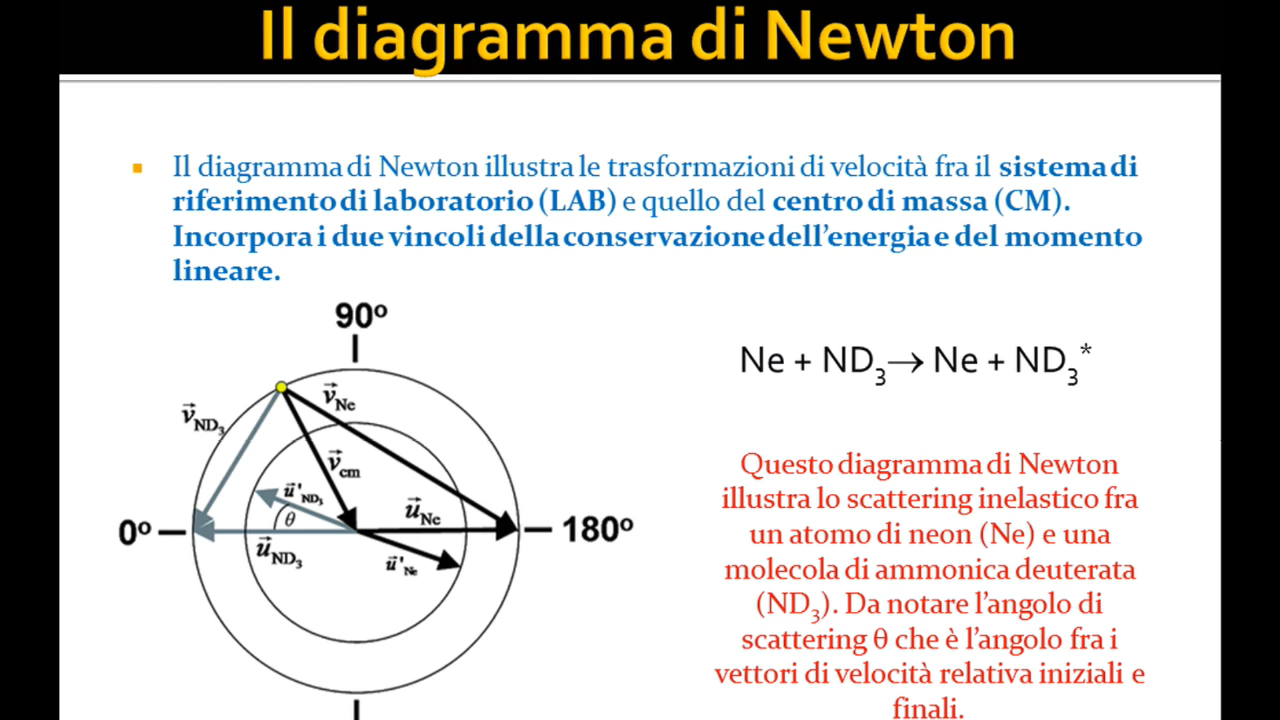 Il diagramma di Newton
Il diagramma di Newton illustra le trasformazioni di velocità fra il sistema di
riferimento di laboratorio (LAB) e quello del centro di massa (CM).
Incorpora i due vincoli della conservazione dell'energia e del momento
lineare.
90°
v⃗ND₃
v⃗Ne
v⃗cm
u⃗'ND₃
θ
u⃗Ne
0°
180°
u⃗ND₃
u⃗'Ne
Ne + ND₃→ Ne + ND₃*
Questo diagramma di Newton
illustra lo scattering inelastico fra
un atomo di neon (Ne) e una
molecola di ammonica deuterata
(ND₃). Da notare l'angolo di
scattering θ che è l'angolo fra i
vettori di velocità relativa iniziali e
finali.